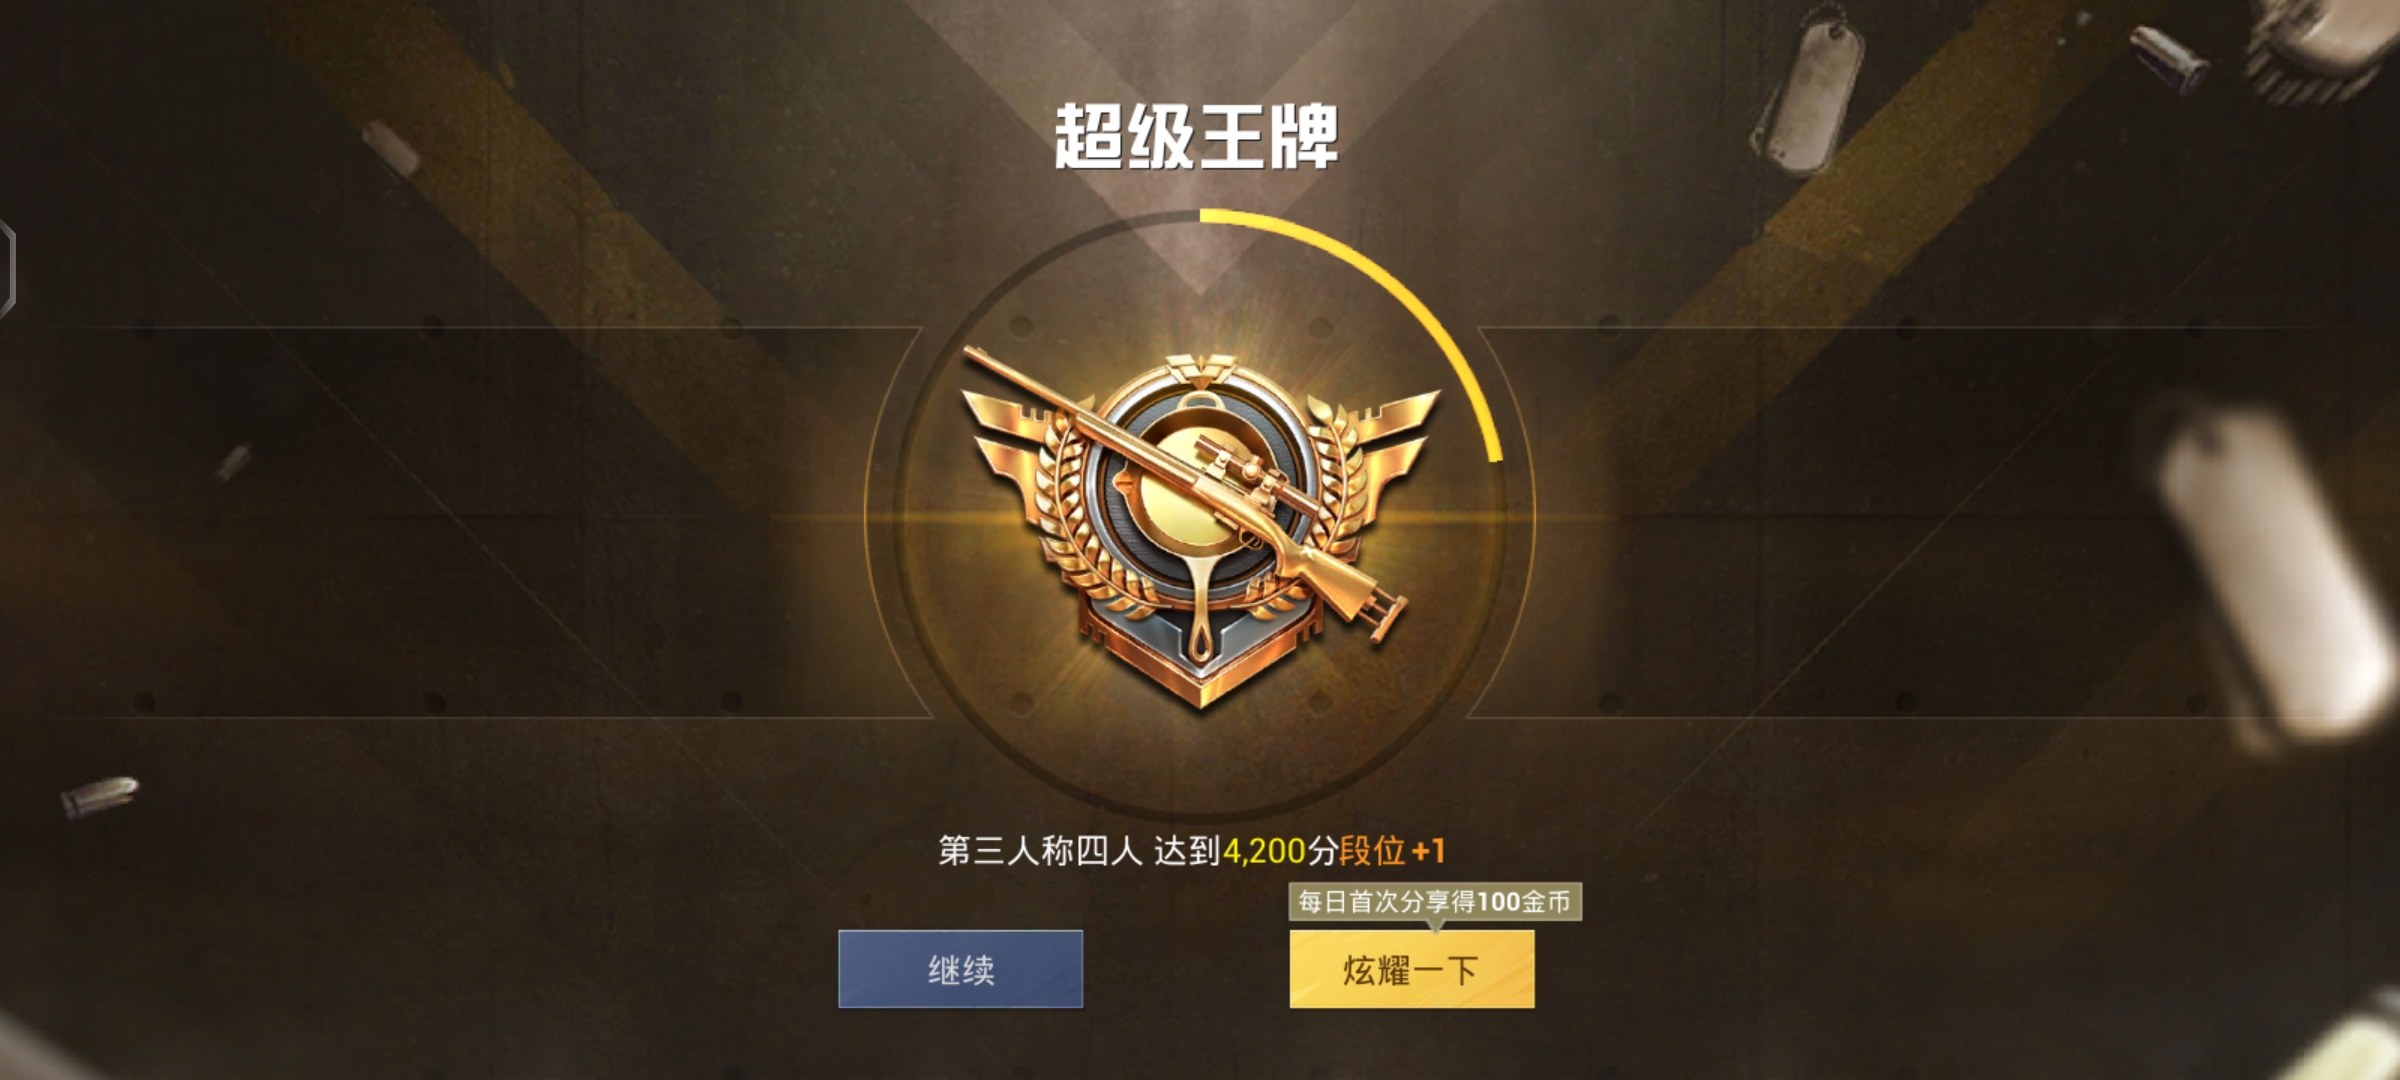 超级王牌
第三人称四人 达到4,200分段位+1
每日首次分享得100金币
继续
炫耀一下